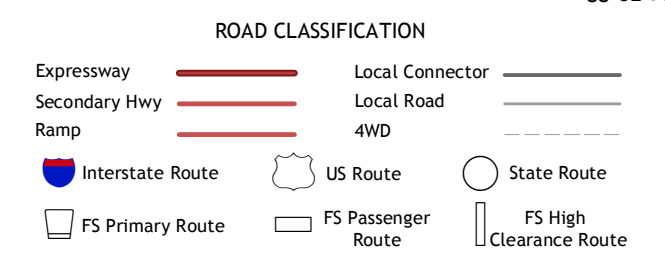 ROAD CLASSIFICATION
Expressway
Local Connector
Secondary Hwy
Local Road
Ramp
4WD
Interstate Route
US Route
State Route
FS Primary Route
FS Passenger
Route
FS High
Clearance Route